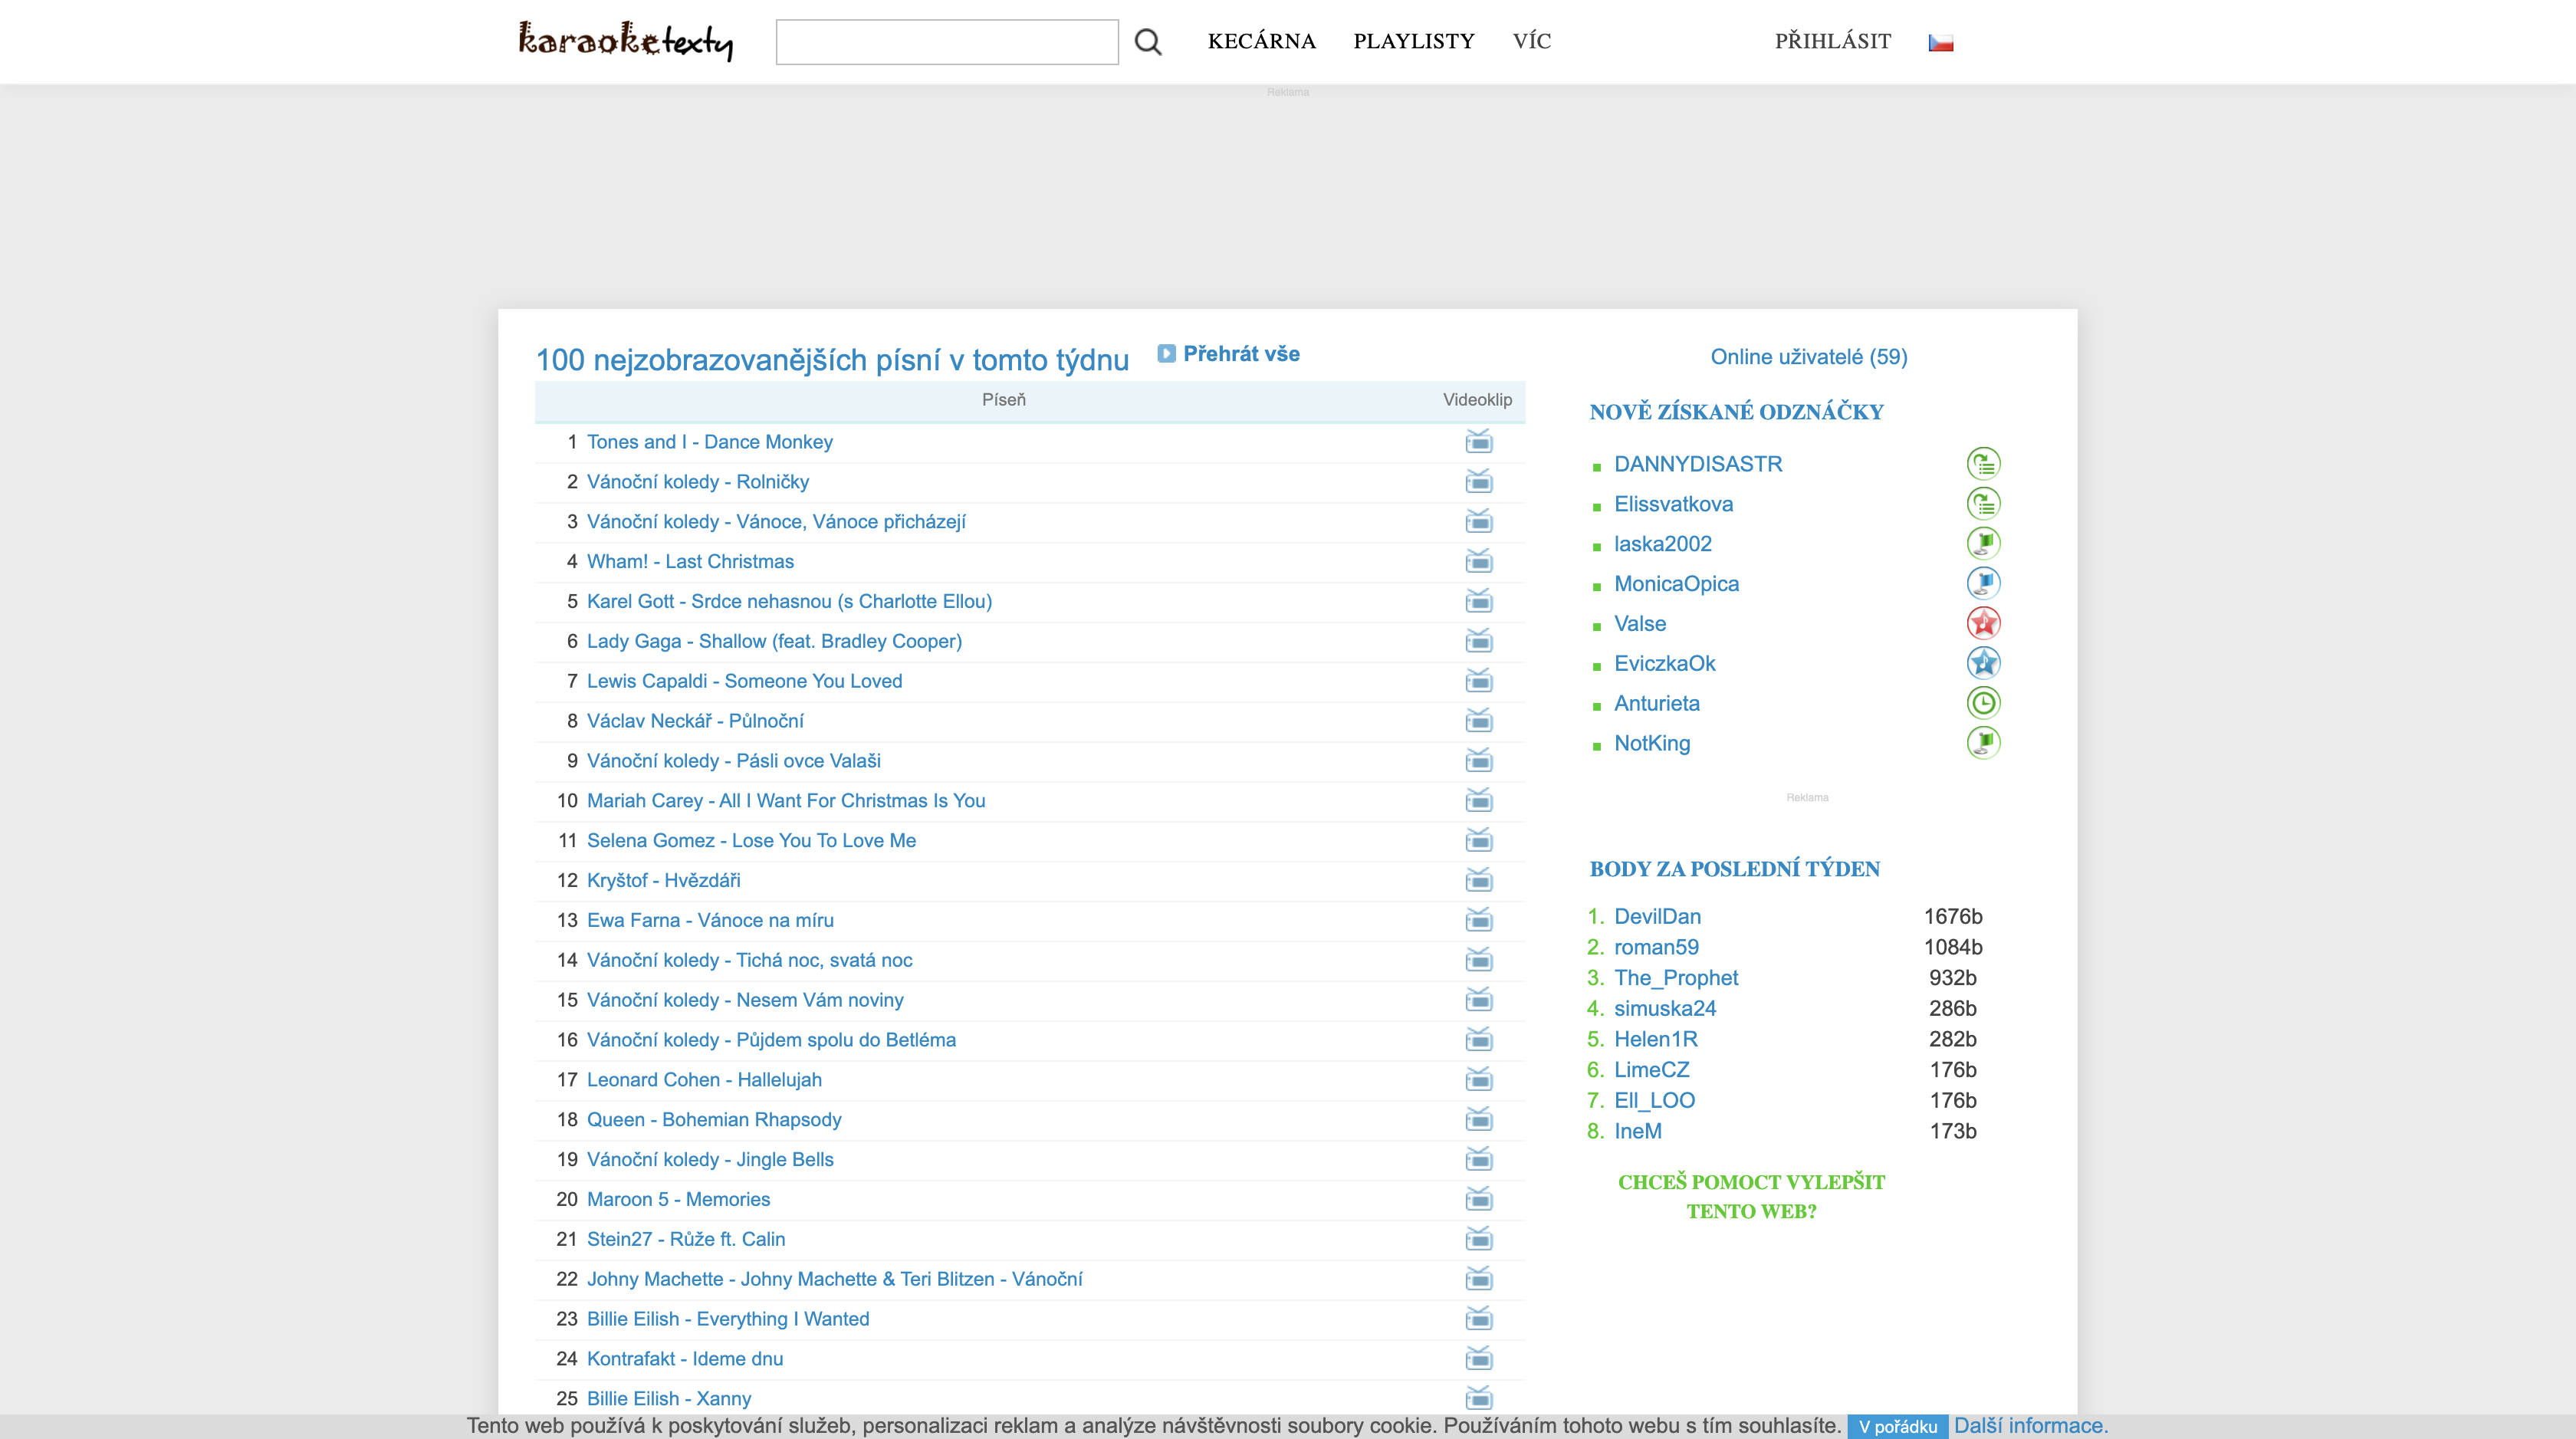 karaoketexty
KECÁRNA PLAYLISTY VÍC PŘIHLÁSIT
Reklama
100 nejzobrazovanějších písní v tomto týdnu Přehrát vše
Píseň Videoklip
1 Tones and I - Dance Monkey
2 Vánoční koledy - Rolničky
3 Vánoční koledy - Vánoce, Vánoce přicházejí
4 Wham! - Last Christmas
5 Karel Gott - Srdce nehasnou (s Charlotte Ellou)
6 Lady Gaga - Shallow (feat. Bradley Cooper)
7 Lewis Capaldi - Someone You Loved
8 Václav Neckář - Půlnoční
9 Vánoční koledy - Pásli ovce Valaši
10 Mariah Carey - All I Want For Christmas Is You
11 Selena Gomez - Lose You To Love Me
12 Kryštof - Hvězdáři
13 Ewa Farna - Vánoce na míru
14 Vánoční koledy - Tichá noc, svatá noc
15 Vánoční koledy - Nesem Vám noviny
16 Vánoční koledy - Půjdem spolu do Betléma
17 Leonard Cohen - Hallelujah
18 Queen - Bohemian Rhapsody
19 Vánoční koledy - Jingle Bells
20 Maroon 5 - Memories
21 Stein27 - Růže ft. Calin
22 Johny Machette - Johny Machette & Teri Blitzen - Vánoční
23 Billie Eilish - Everything I Wanted
24 Kontrafakt - Ideme dnu
25 Billie Eilish - Xanny
Online uživatelé (59)
NOVĚ ZÍSKANÉ ODZNÁČKY
DANNYDISASTR
Elissvatkova
laska2002
MonicaOpica
Valse
EviczkaOk
Anturieta
NotKing
Reklama
BODY ZA POSLEDNÍ TÝDEN
1. DevilDan 1676b
2. roman59 1084b
3. The_Prophet 932b
4. simuska24 286b
5. Helen1R 282b
6. LimeCZ 176b
7. Ell_LOO 176b
8. IneM 173b
CHCEŠ POMOCT VYLEPŠIT
TENTO WEB?
Tento web používá k poskytování služeb, personalizaci reklam a analýze návštěvnosti soubory cookie. Používáním tohoto webu s tím souhlasíte. V pořádku Další informace.